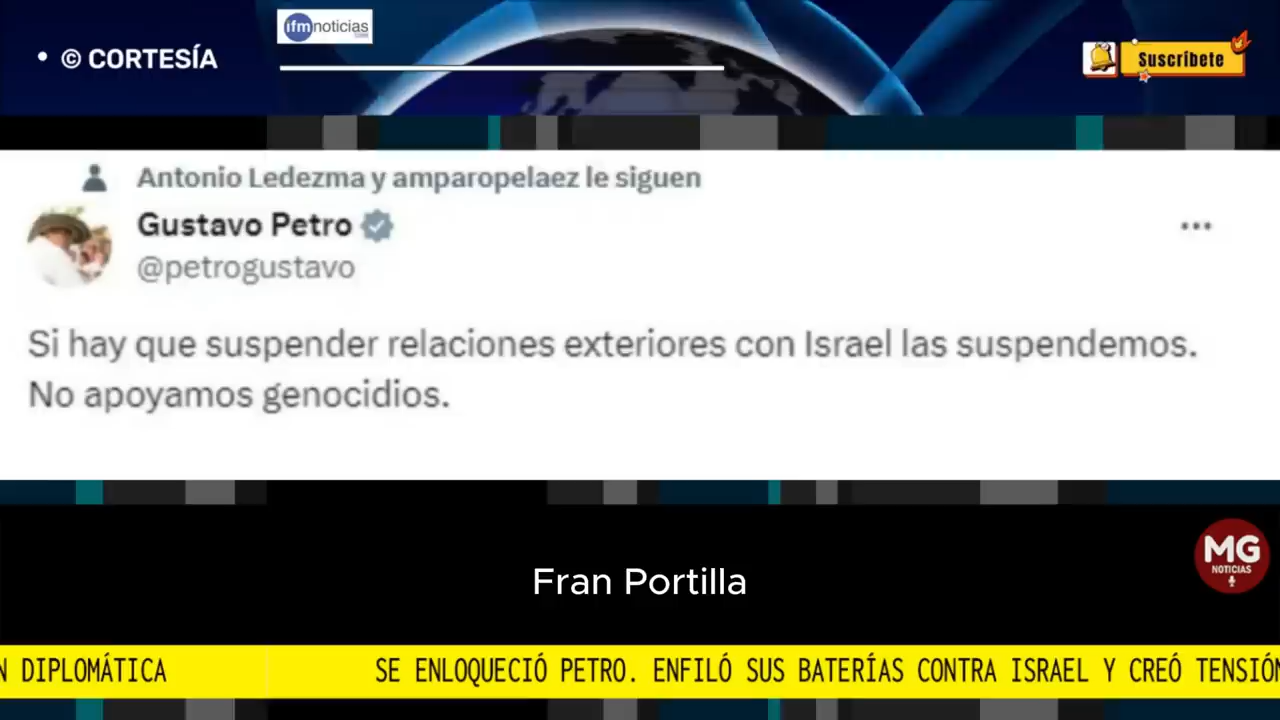 • © CORTESÍA
ifmnoticias
.com
Suscríbete
Antonio Ledezma y amparopelaez le siguen
Gustavo Petro
@petrogustavo
Si hay que suspender relaciones exteriores con Israel las suspendemos.
No apoyamos genocidios.
MG
NOTICIAS
Fran Portilla
N DIPLOMÁTICA SE ENLOQUECIÓ PETRO. ENFILÓ SUS BATERÍAS CONTRA ISRAEL Y CREÓ TENSIÓN